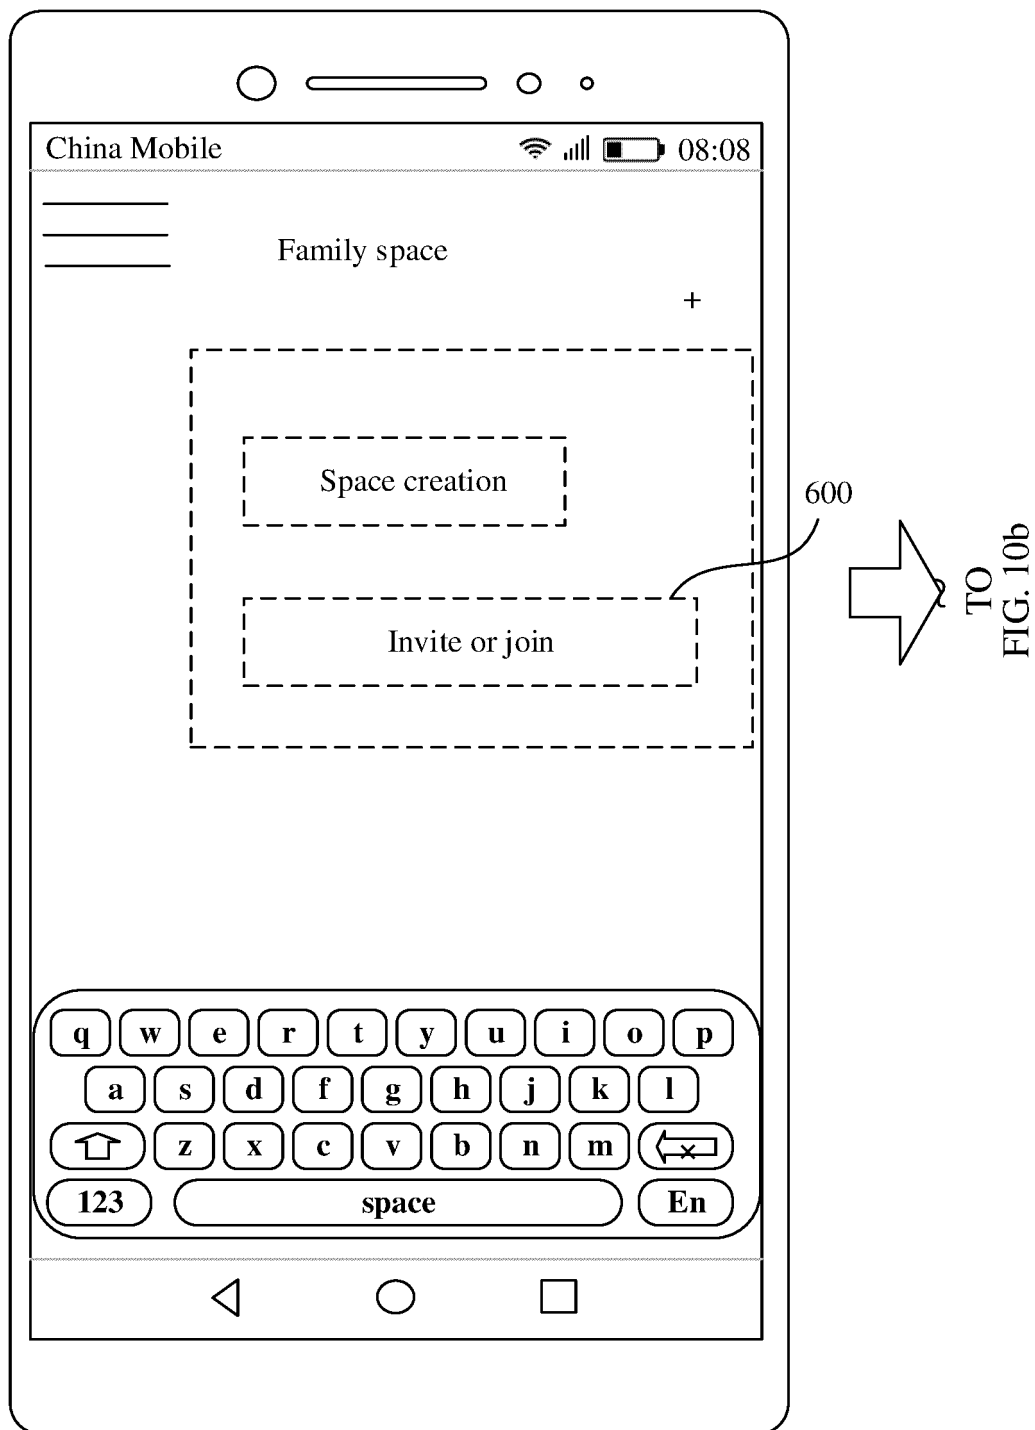 China Mobile 08:08
Family space
+
Space creation
600
Invite or join
TO
FIG. 10b
q w e r t y u i o p
a s d f g h j k l
z x c v b n m
123 space En